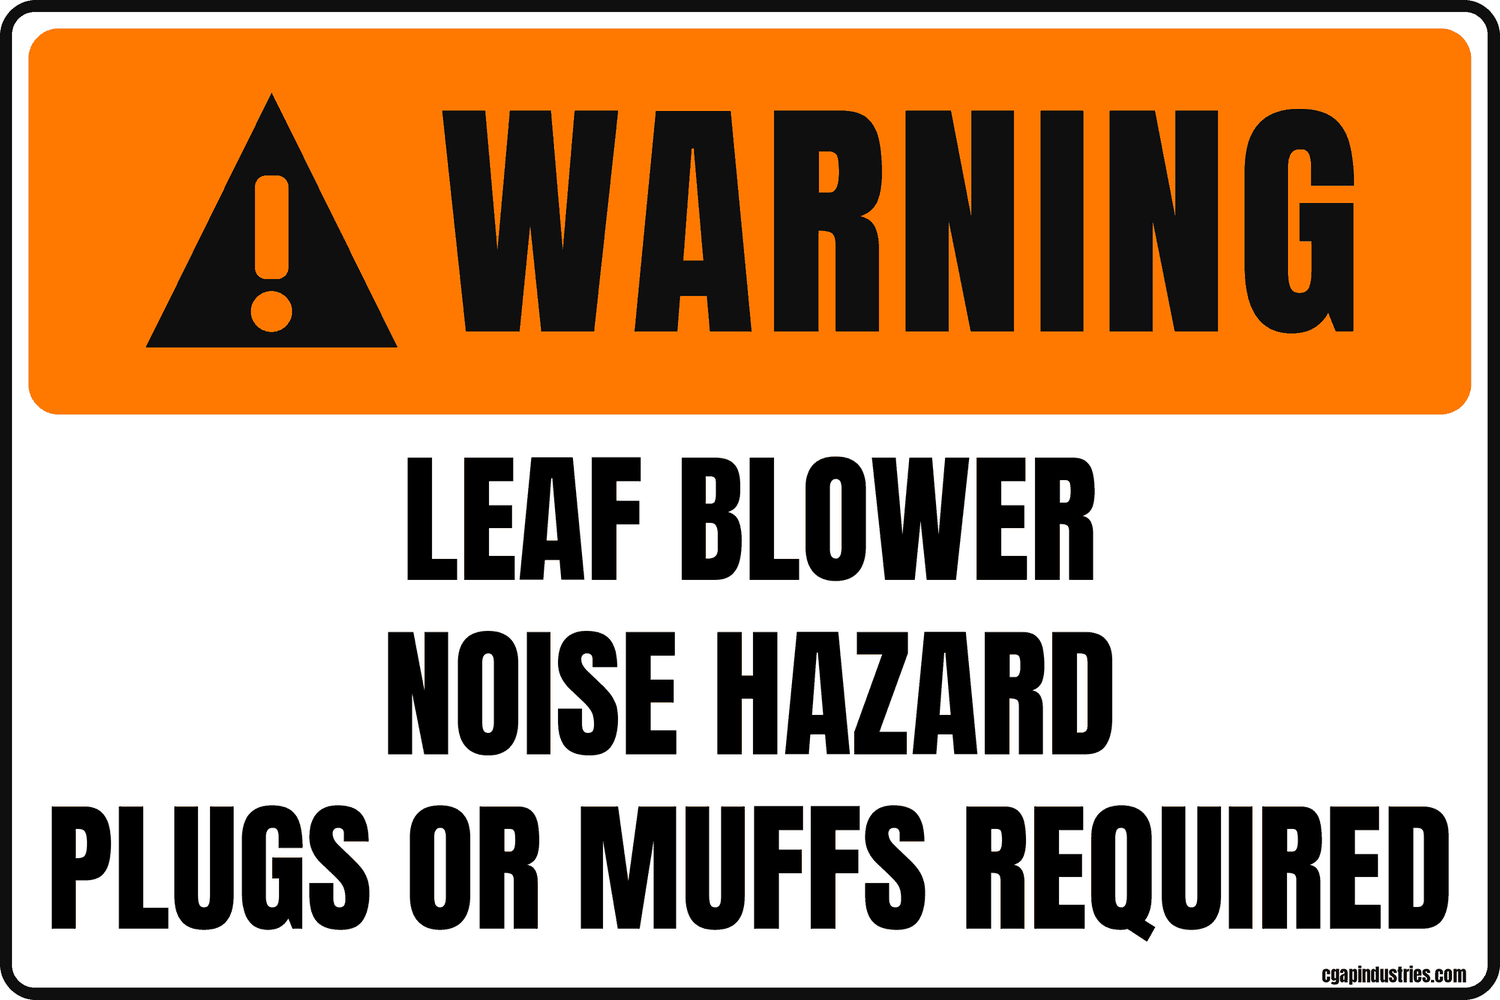 WARNING
LEAF BLOWER
NOISE HAZARD
PLUGS OR MUFFS REQUIRED
cgapindustries.com